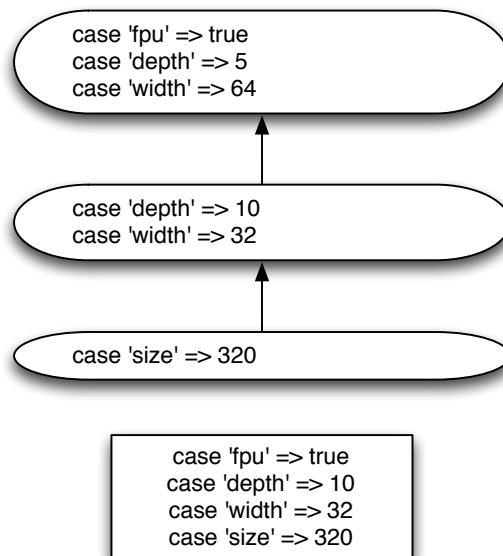 case 'fpu' => true
case 'depth' => 5
case 'width' => 64
case 'depth' => 10
case 'width' => 32
case 'size' => 320
case 'fpu' => true
case 'depth' => 10
case 'width' => 32
case 'size' => 320